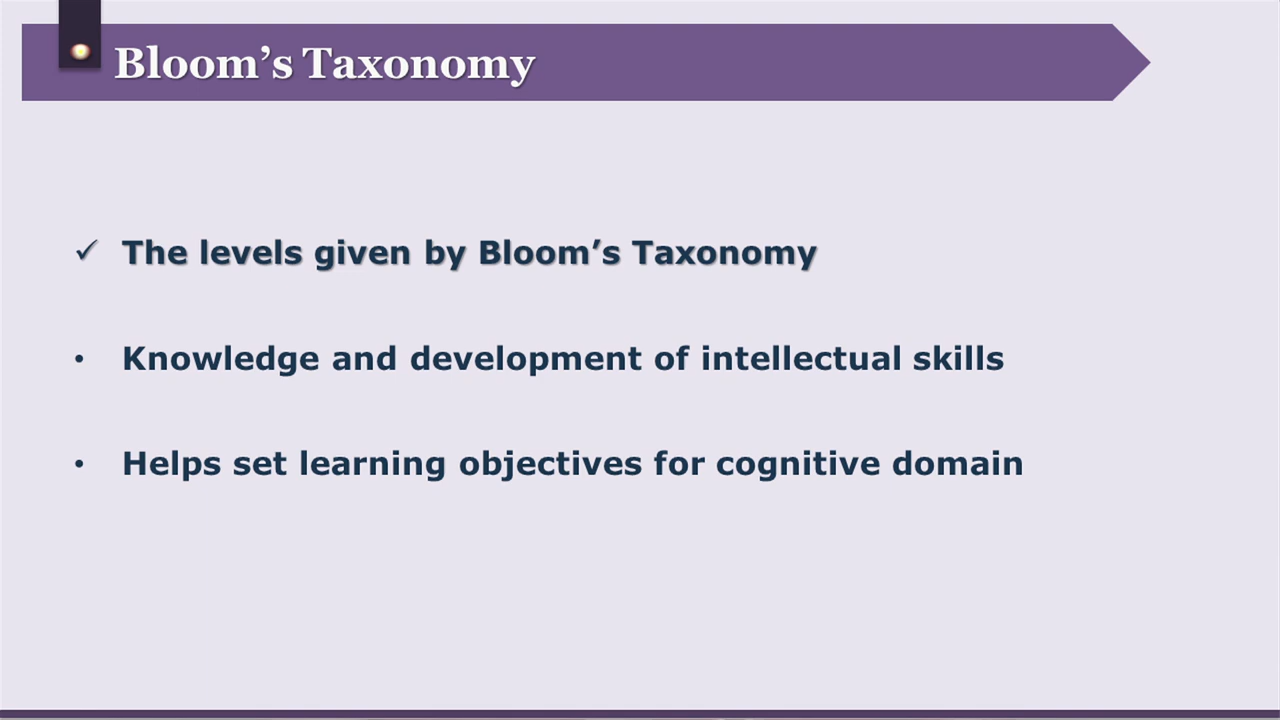 Bloom’s Taxonomy
✓ The levels given by Bloom’s Taxonomy
• Knowledge and development of intellectual skills
• Helps set learning objectives for cognitive domain